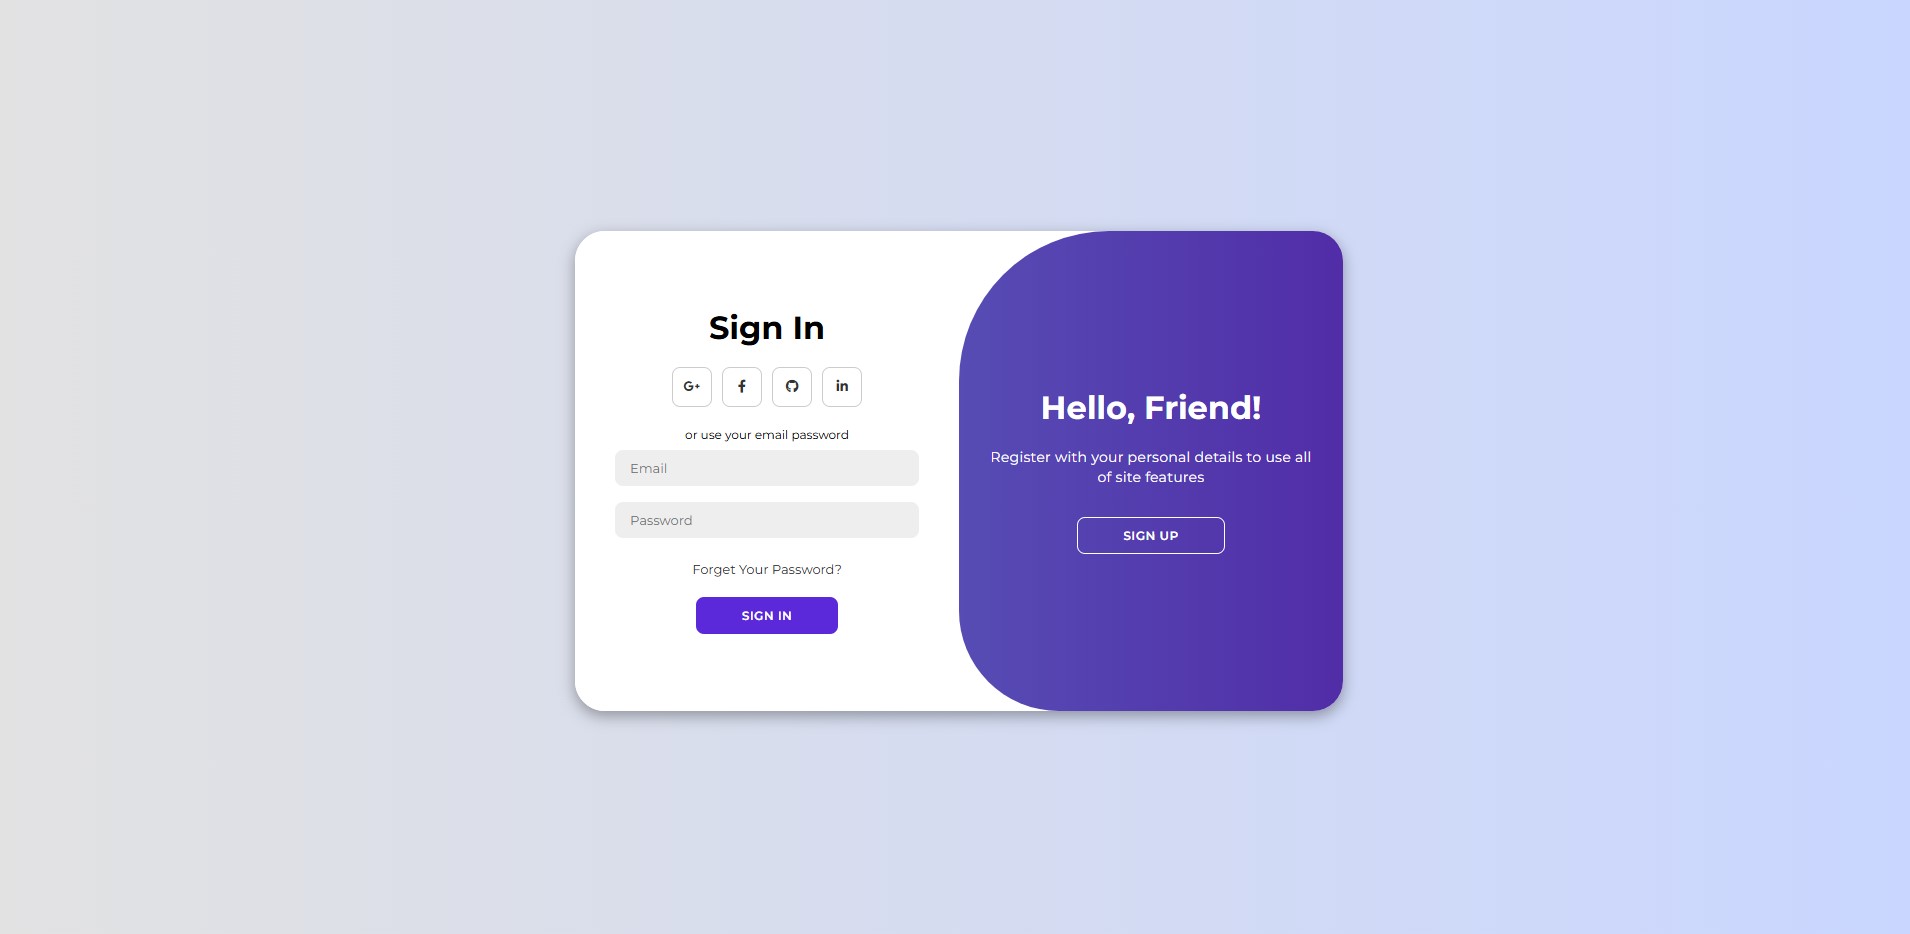 Sign In
G+
f
in
or use your email password
Email
Password
Forget Your Password?
SIGN IN
Hello, Friend!
Register with your personal details to use all
of site features
SIGN UP